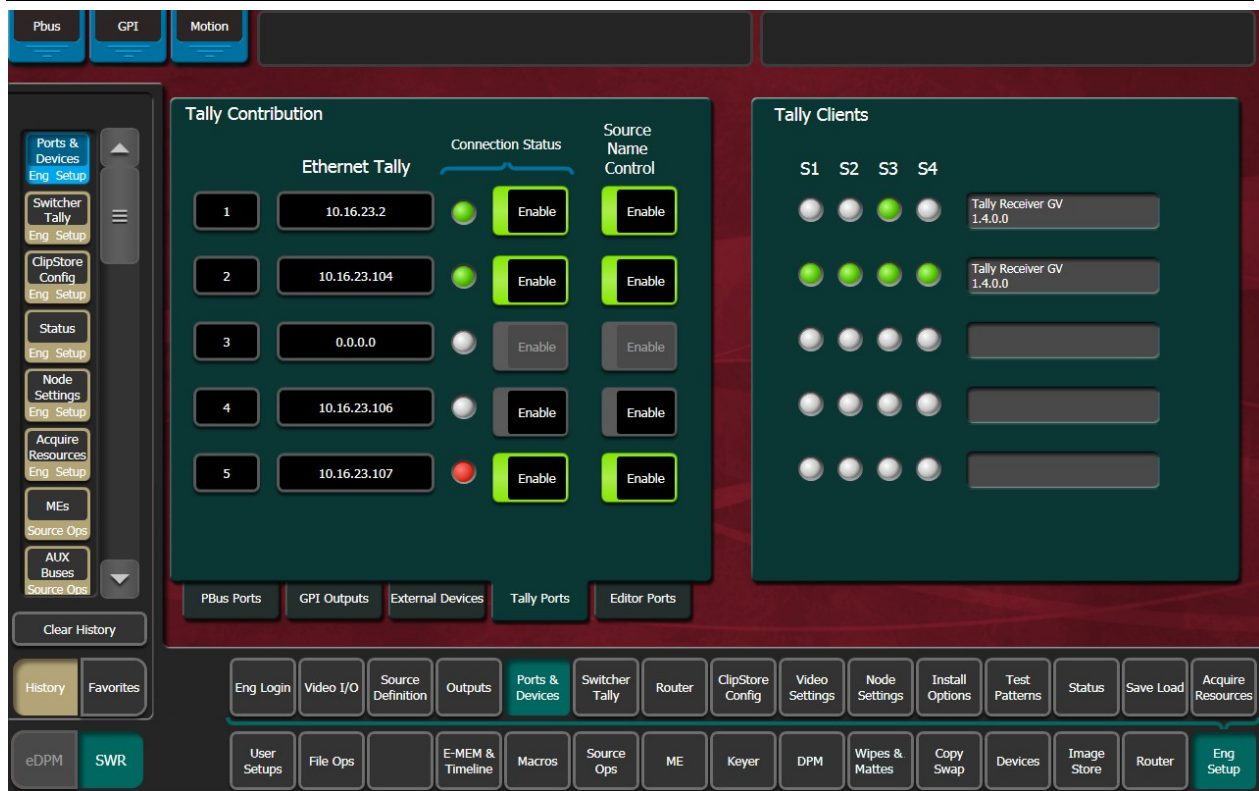 Pbus
GPI
Motion
Ports &
Devices
Eng Setup
Switcher
Tally
Eng Setup
ClipStore
Config
Eng Setup
Status
Eng Setup
Node
Settings
Eng Setup
Acquire
Resources
Eng Setup
MEs
Source Ops
AUX
Buses
Source Ops
Clear History
History
Favorites
eDPM
SWR
Tally Contribution
Ethernet Tally
Connection Status
Source
Name
Control
1
10.16.23.2
Enable
Enable
2
10.16.23.104
Enable
Enable
3
0.0.0.0
Enable
Enable
4
10.16.23.106
Enable
Enable
5
10.16.23.107
Enable
Enable
PBus Ports
GPI Outputs
External Devices
Tally Ports
Editor Ports
Tally Clients
S1 S2 S3 S4
Tally Receiver GV
1.4.0.0
Tally Receiver GV
1.4.0.0
Eng Login
Video I/O
Source
Definition
Outputs
Ports &
Devices
Switcher
Tally
Router
ClipStore
Config
Video
Settings
Node
Settings
Install
Options
Test
Patterns
Status
Save Load
Acquire
Resources
User
Setups
File Ops
E-MEM &
Timeline
Macros
Source
Ops
ME
Keyer
DPM
Wipes &
Mattes
Copy
Swap
Devices
Image
Store
Router
Eng
Setup